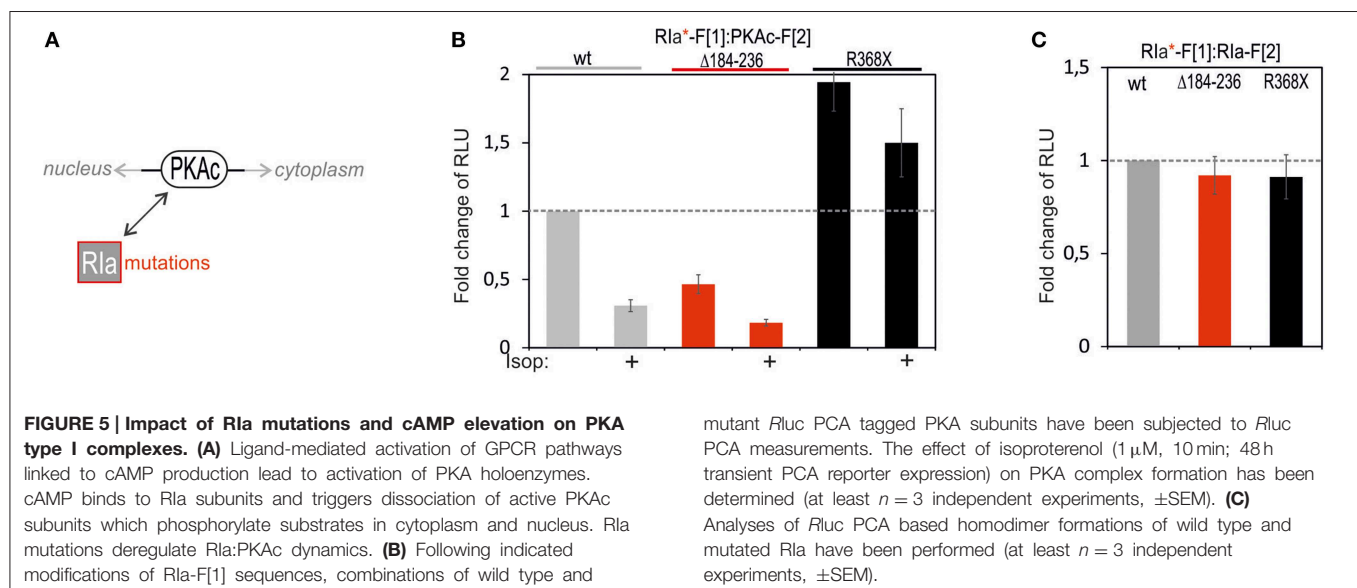 A
nucleus
PKAc
cytoplasm
RIa
mutations
B
RIa*-F[1]:PKAc-F[2]
wt
Δ184-236
R368X
Fold change of RLU
2
1,5
1
0,5
0
Isop:
+
+
+
C
RIa*-F[1]:RIa-F[2]
1,5
wt
Δ184-236
R368X
Fold change of RLU
1
0,5
0
FIGURE 5 | Impact of RIa mutations and cAMP elevation on PKA
type I complexes. (A) Ligand-mediated activation of GPCR pathways
linked to cAMP production lead to activation of PKA holoenzymes.
cAMP binds to RIa subunits and triggers dissociation of active PKAc
subunits which phosphorylate substrates in cytoplasm and nucleus. RIa
mutations deregulate RIa:PKAc dynamics. (B) Following indicated
modifications of RIa-F[1] sequences, combinations of wild type and
mutant Rluc PCA tagged PKA subunits have been subjected to Rluc
PCA measurements. The effect of isoproterenol (1 μM, 10 min; 48 h
transient PCA reporter expression) on PKA complex formation has been
determined (at least n = 3 independent experiments, ±SEM). (C)
Analyses of Rluc PCA based homodimer formations of wild type and
mutated RIa have been performed (at least n = 3 independent
experiments, ±SEM).